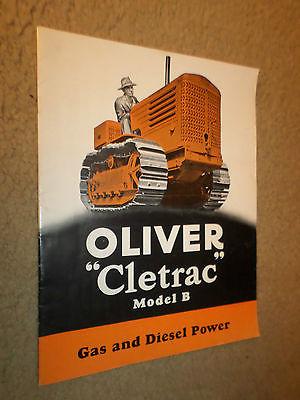 OLIVER
"Cletrac"
Model B
Gas and Diesel Power